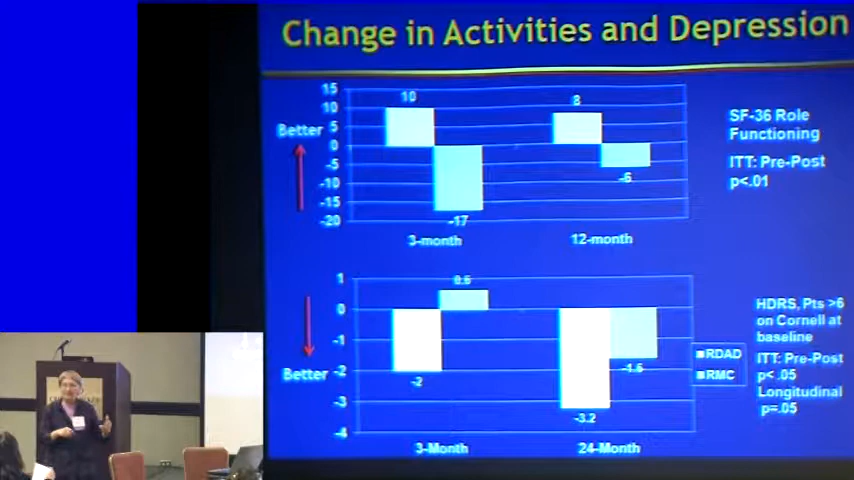 Change in Activities and Depression
15
10
5
0
-5
-10
-15
-20
Better
10
-17
8
-6
3-month
12-month
SF-36 Role
Functioning
ITT: Pre-Post
p<.01
1
0
-1
-2
-3
-4
Better
-2
0.6
-3.2
-1.6
3-Month
24-Month
RDAD
RMC
HDRS, Pts >6
on Cornell at
baseline
ITT: Pre-Post
p<.05
Longitudinal
p=.05